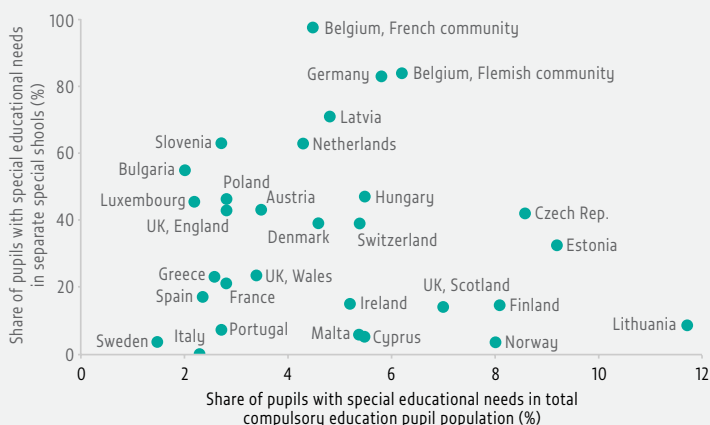 Share of pupils with special educational needs
in separate special shools (%)
100
80
60
40
20
0
Belgium, French community
Germany
Belgium, Flemish community
Latvia
Slovenia
Netherlands
Bulgaria
Poland
Luxembourg
Austria
Hungary
UK, England
Czech Rep.
Denmark
Switzerland
Estonia
Greece
UK, Wales
UK, Scotland
Spain
France
Ireland
Finland
Lithuania
Sweden
Italy
Portugal
Malta
Cyprus
Norway
0 2 4 6 8 10 12
Share of pupils with special educational needs in total
compulsory education pupil population (%)